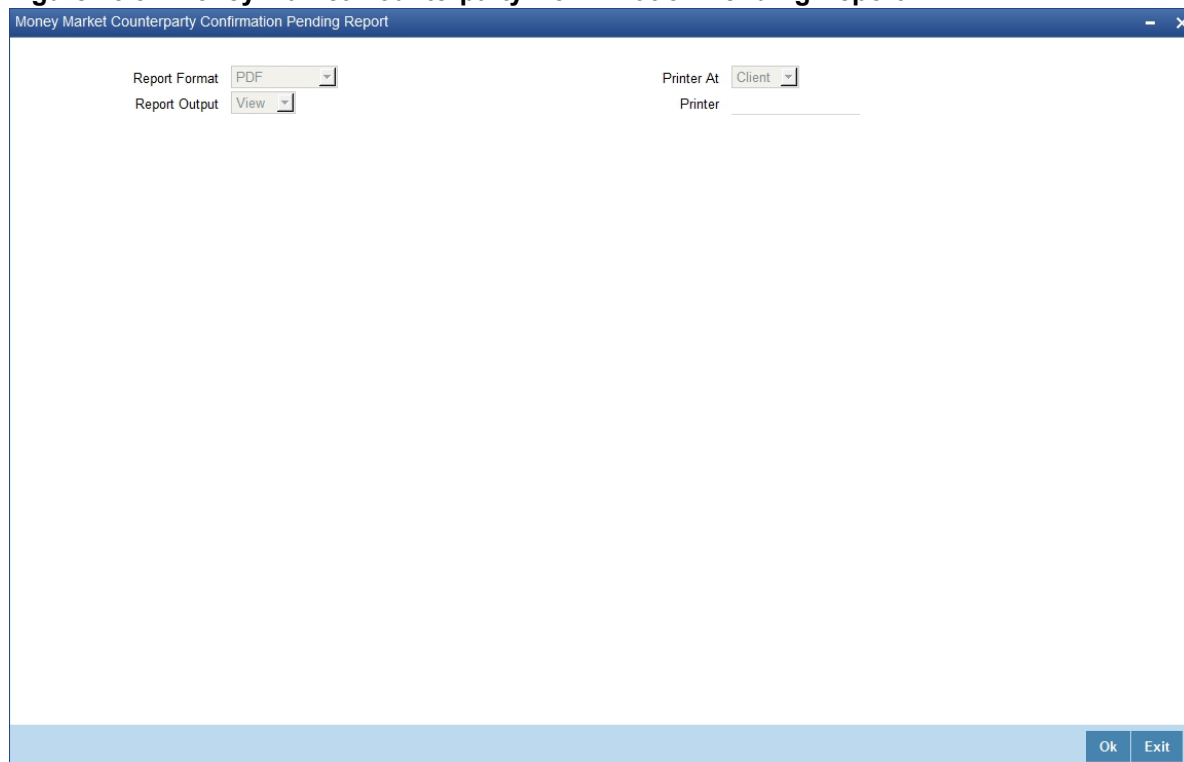 Money Market Counterparty Confirmation Pending Report
Report Format PDF
Printer At Client
Report Output View
Printer
Ok Exit